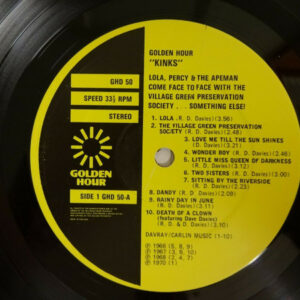 GHD 50
SPEED 33⅓ RPM
STEREO
GOLDEN HOUR
SIDE 1 GHD 50-A
GOLDEN HOUR
"KINKS"
LOLA, PERCY & THE APEMAN
COME FACE TO FACE WITH THE
VILLAGE GREEN PRESERVATION
SOCIETY . . . SOMETHING ELSE!
1. LOLA (R. D. Davies) (3.56)
2. THE VILLAGE GREEN PRESERVATION
SOCIETY (R. D. Davies) (2.48)
3. LOVE ME TILL THE SUN SHINES
(D. Davies) (3.21)
4. WONDER BOY (R. D. Davies) (2.46)
5. LITTLE MISS QUEEN OF DARKNESS
(R. D. Davies) (3.12)
6. TWO SISTERS (R. D. Davies) (3.00)
7. SITTING BY THE RIVERSIDE
(R. D. Davies) (2.23)
8. DANDY (R. D. Davies) (2.09)
9. RAINY DAY IN JUNE
(R. D. Davies) (3.11)
10. DEATH OF A CLOWN
(featuring Dave Davies)
(R. D. & D. Davies) (3.10)
DAVRAY/CARLIN MUSIC (1-10)
℗ 1966 (5, 8, 9)
℗ 1967 (3, 6, 10)
℗ 1968 (2, 4, 7)
℗ 1970 (1)